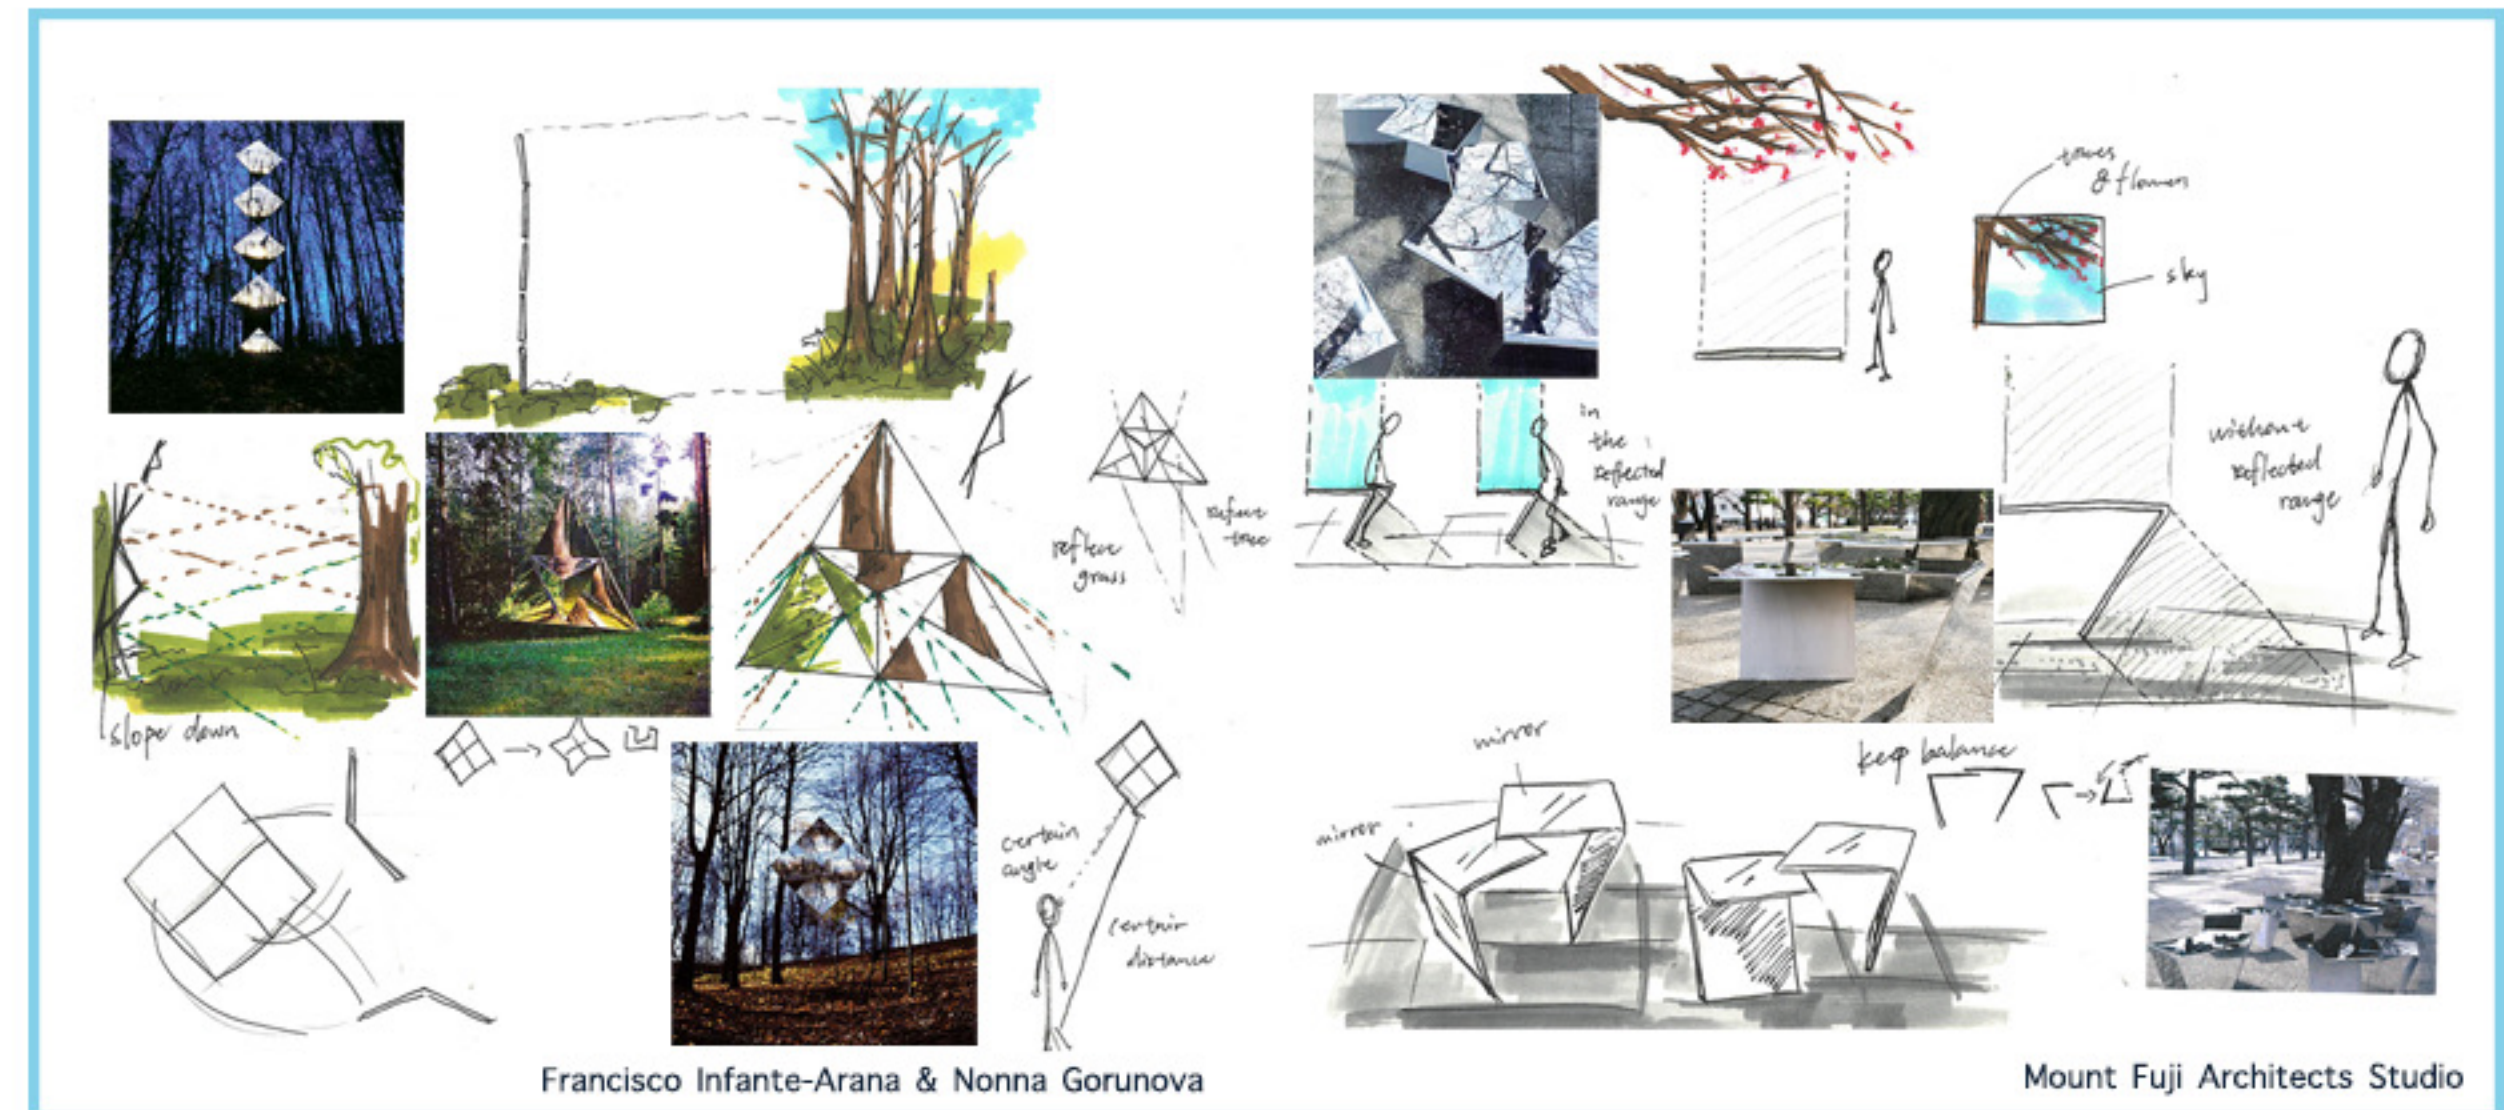 slope down
reflect
grass
reflect
-tree
certain
angle
certain
distance
Francisco Infante-Arana & Nonna Gorunova
trees
& flowers
sky
in
the
reflected
range
without
reflected
range
mirror
mirror
keep balance
Mount Fuji Architects Studio